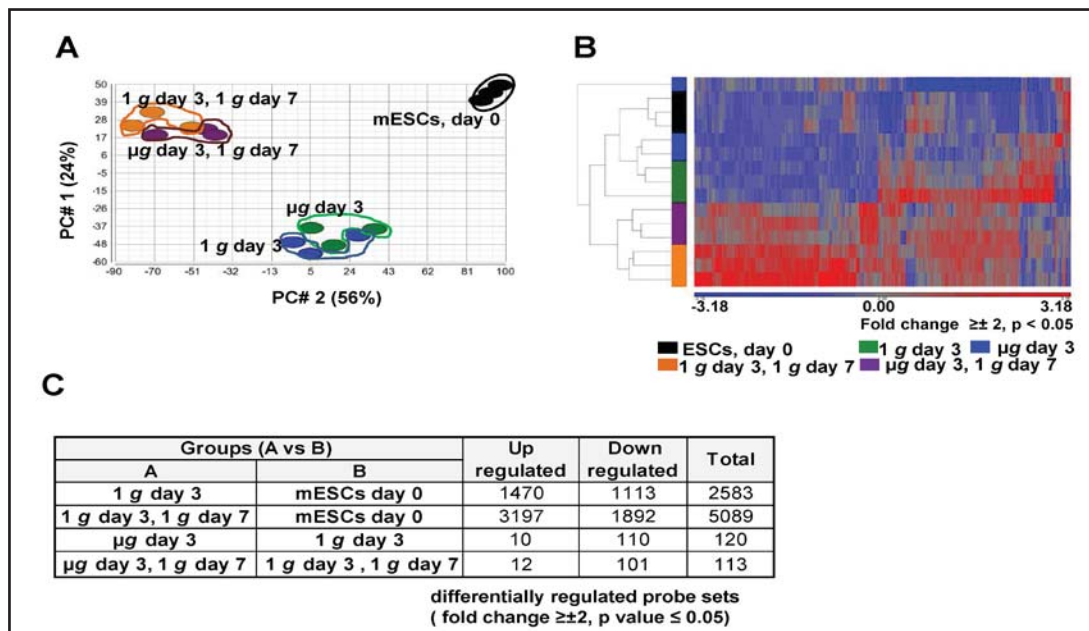 A
50
39
28
17
6
-5
-15
-26
-37
-48
-60
PC# 1 (24%)
1 g day 3, 1 g day 7
µg day 3, 1 g day 7
mESCs, day 0
µg day 3
1 g day 3
-90 -70 -51 -32 -13 5 24 43 62 81 100
PC# 2 (56%)
B
-3.18 0.00 3.18
Fold change ≥± 2, p < 0.05
ESCs, day 0 1 g day 3 µg day 3
1 g day 3, 1 g day 7 µg day 3, 1 g day 7
C
Groups (A vs B) Up regulated Down regulated Total
A B
1 g day 3 mESCs day 0 1470 1113 2583
1 g day 3, 1 g day 7 mESCs day 0 3197 1892 5089
µg day 3 1 g day 3 10 110 120
µg day 3, 1 g day 7 1 g day 3 , 1 g day 7 12 101 113
differentially regulated probe sets
( fold change ≥±2, p value ≤ 0.05)